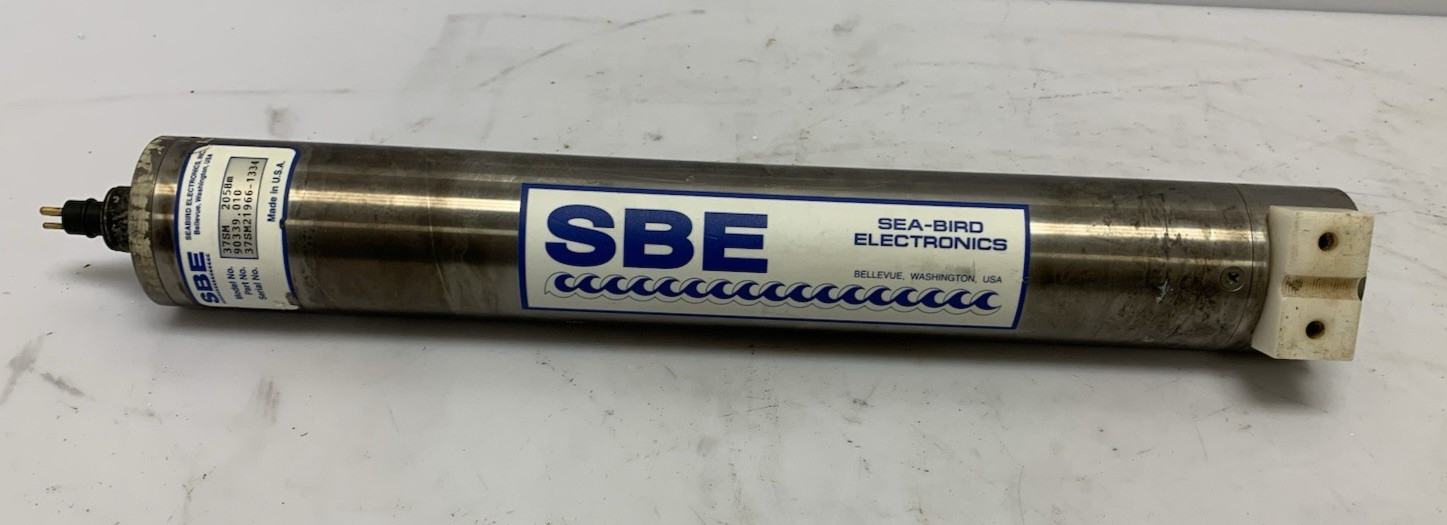 SBE
SEABIRD ELECTRONICS, INC.
Bellevue, Washington, USA
Model No. 37SM 2058m
Part No. 90339.010
Serial No. 37SM21966-1334
Made in U.S.A.
SBE
SEA-BIRD
ELECTRONICS
BELLEVUE, WASHINGTON, USA